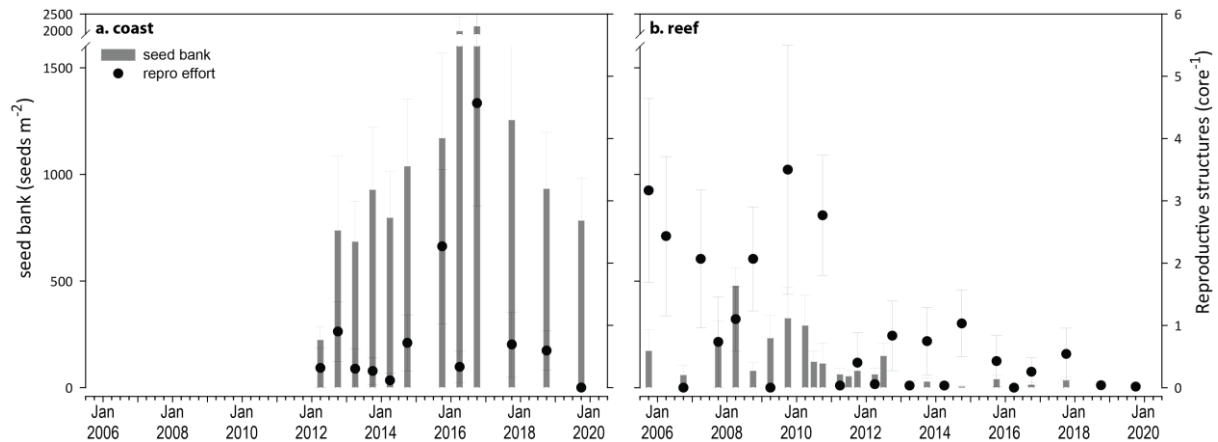 2500
2000
1500
1000
500
0
seed bank (seeds m⁻²)
a. coast
seed bank
repro effort
Jan Jan Jan Jan Jan Jan Jan Jan
2006 2008 2010 2012 2014 2016 2018 2020
b. reef
Jan Jan Jan Jan Jan Jan Jan Jan
2006 2008 2010 2012 2014 2016 2018 2020
6
5
4
3
2
1
0
Reproductive structures (core⁻¹)